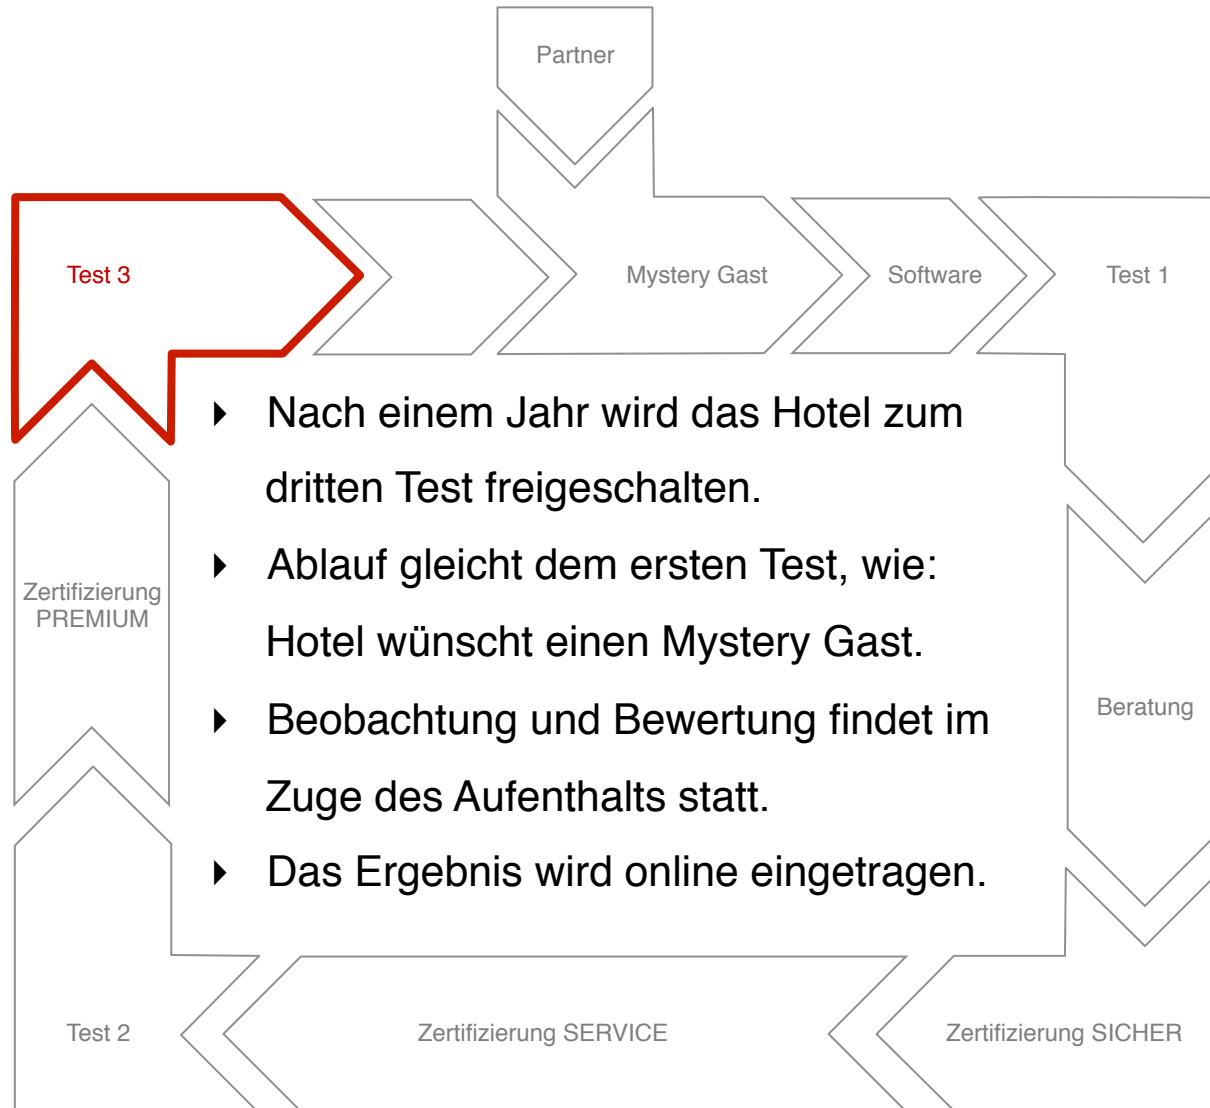 Partner
Test 3
Mystery Gast
Software
Test 1
‣ Nach einem Jahr wird das Hotel zum
dritten Test freigeschalten.
‣ Ablauf gleicht dem ersten Test, wie:
Hotel wünscht einen Mystery Gast.
‣ Beobachtung und Bewertung findet im
Zuge des Aufenthalts statt.
‣ Das Ergebnis wird online eingetragen.
Zertifizierung
PREMIUM
Beratung
Test 2
Zertifizierung SERVICE
Zertifizierung SICHER